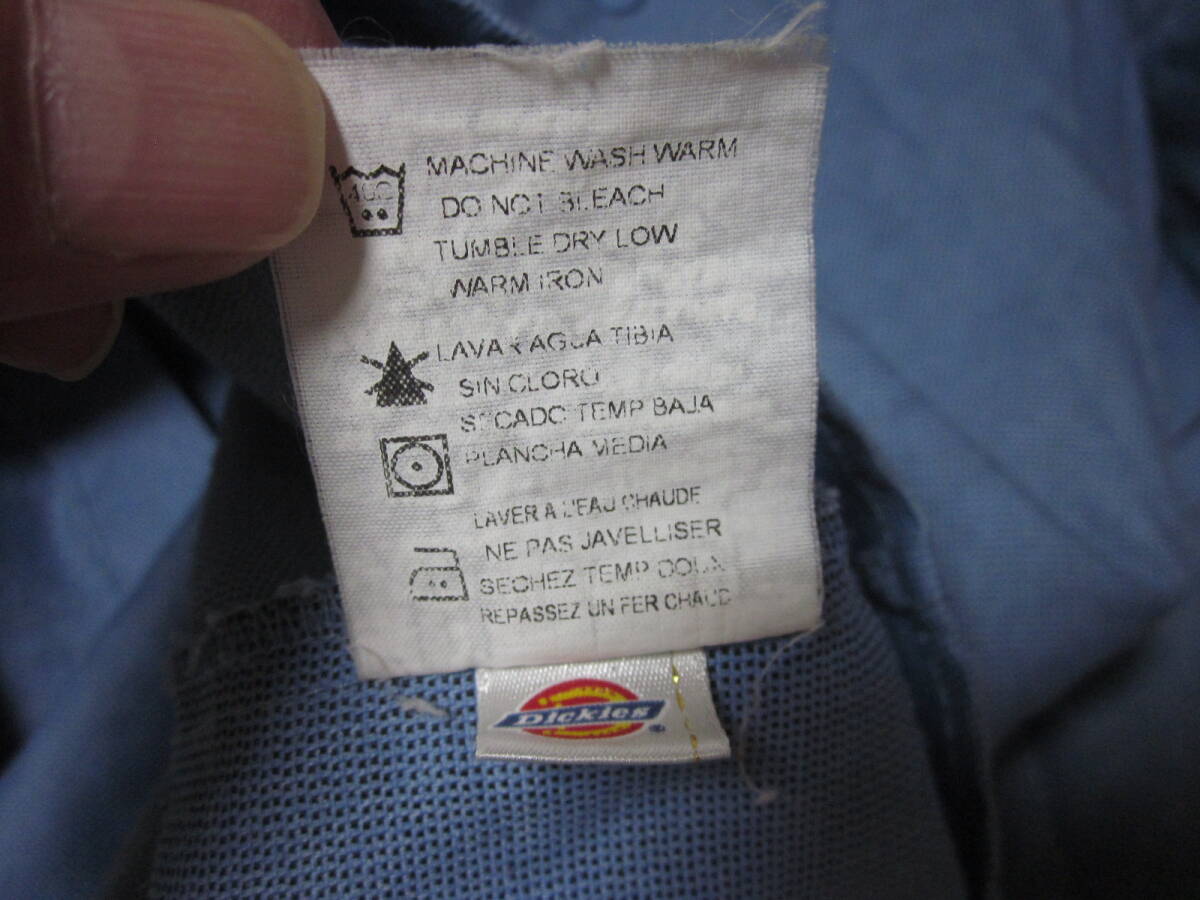 40C
MACHINE WASH WARM
DO NOT BLEACH
TUMBLE DRY LOW
WARM IRON
LAVAR AGUA TIBIA
SIN CLORO
SECADO TEMP BAJA
PLANCHA MEDIA
LAVER A L'EAU CHAUDE
NE PAS JAVELLISER
SECHEZ TEMP DOUX
REPASSEZ UN FER CHAUD
Dickies ®